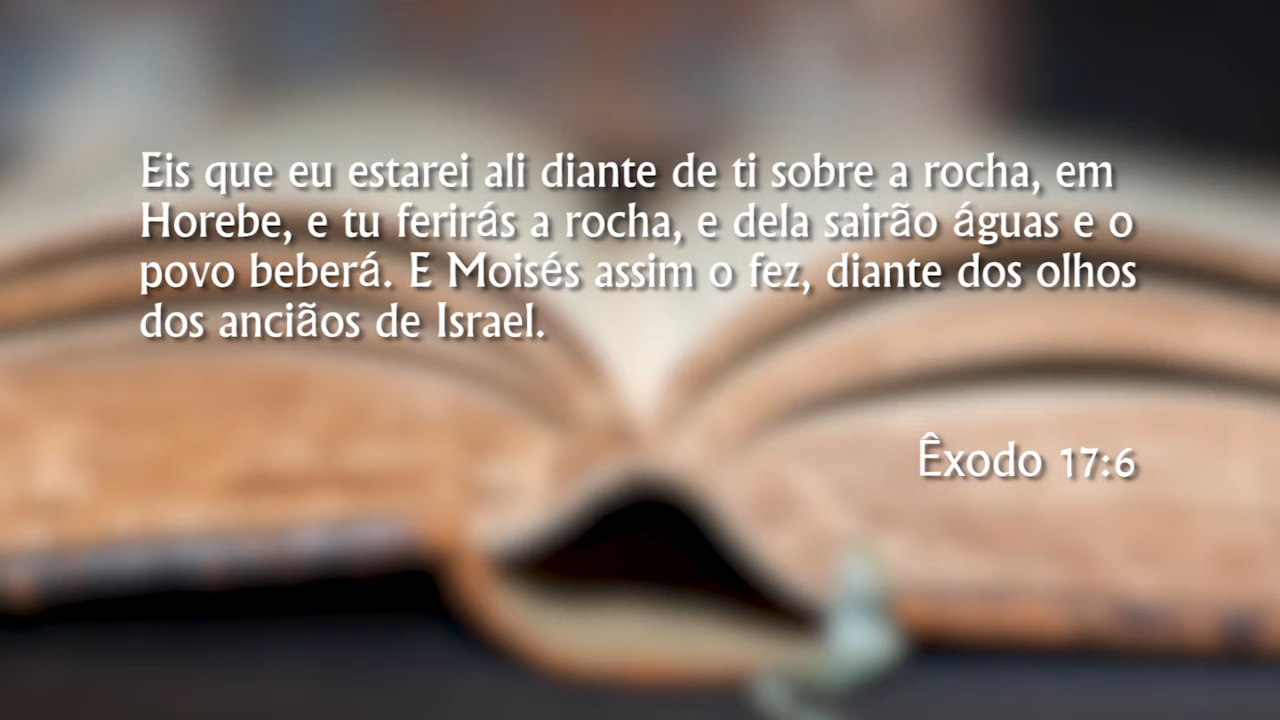 Eis que eu estarei ali diante de ti sobre a rocha, em
Horebe, e tu ferirás a rocha, e dela sairão águas e o
povo beberá. E Moisés assim o fez, diante dos olhos
dos anciãos de Israel.
Êxodo 17:6